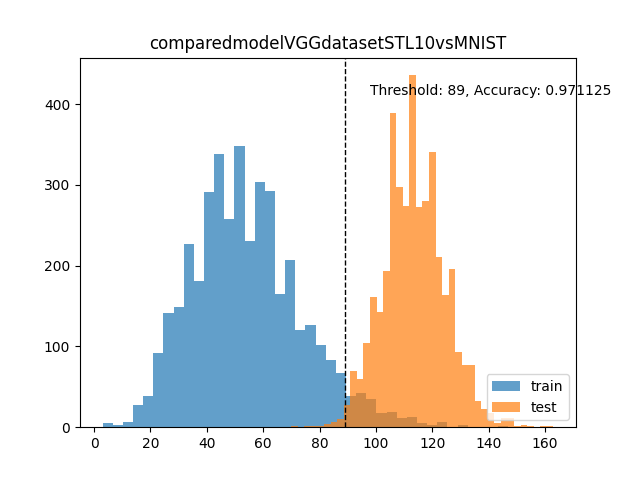 comparedmodelVGGdatasetSTL10vsMNIST
Threshold: 89, Accuracy: 0.971125
400
300
200
100
0
train
test
0 20 40 60 80 100 120 140 160